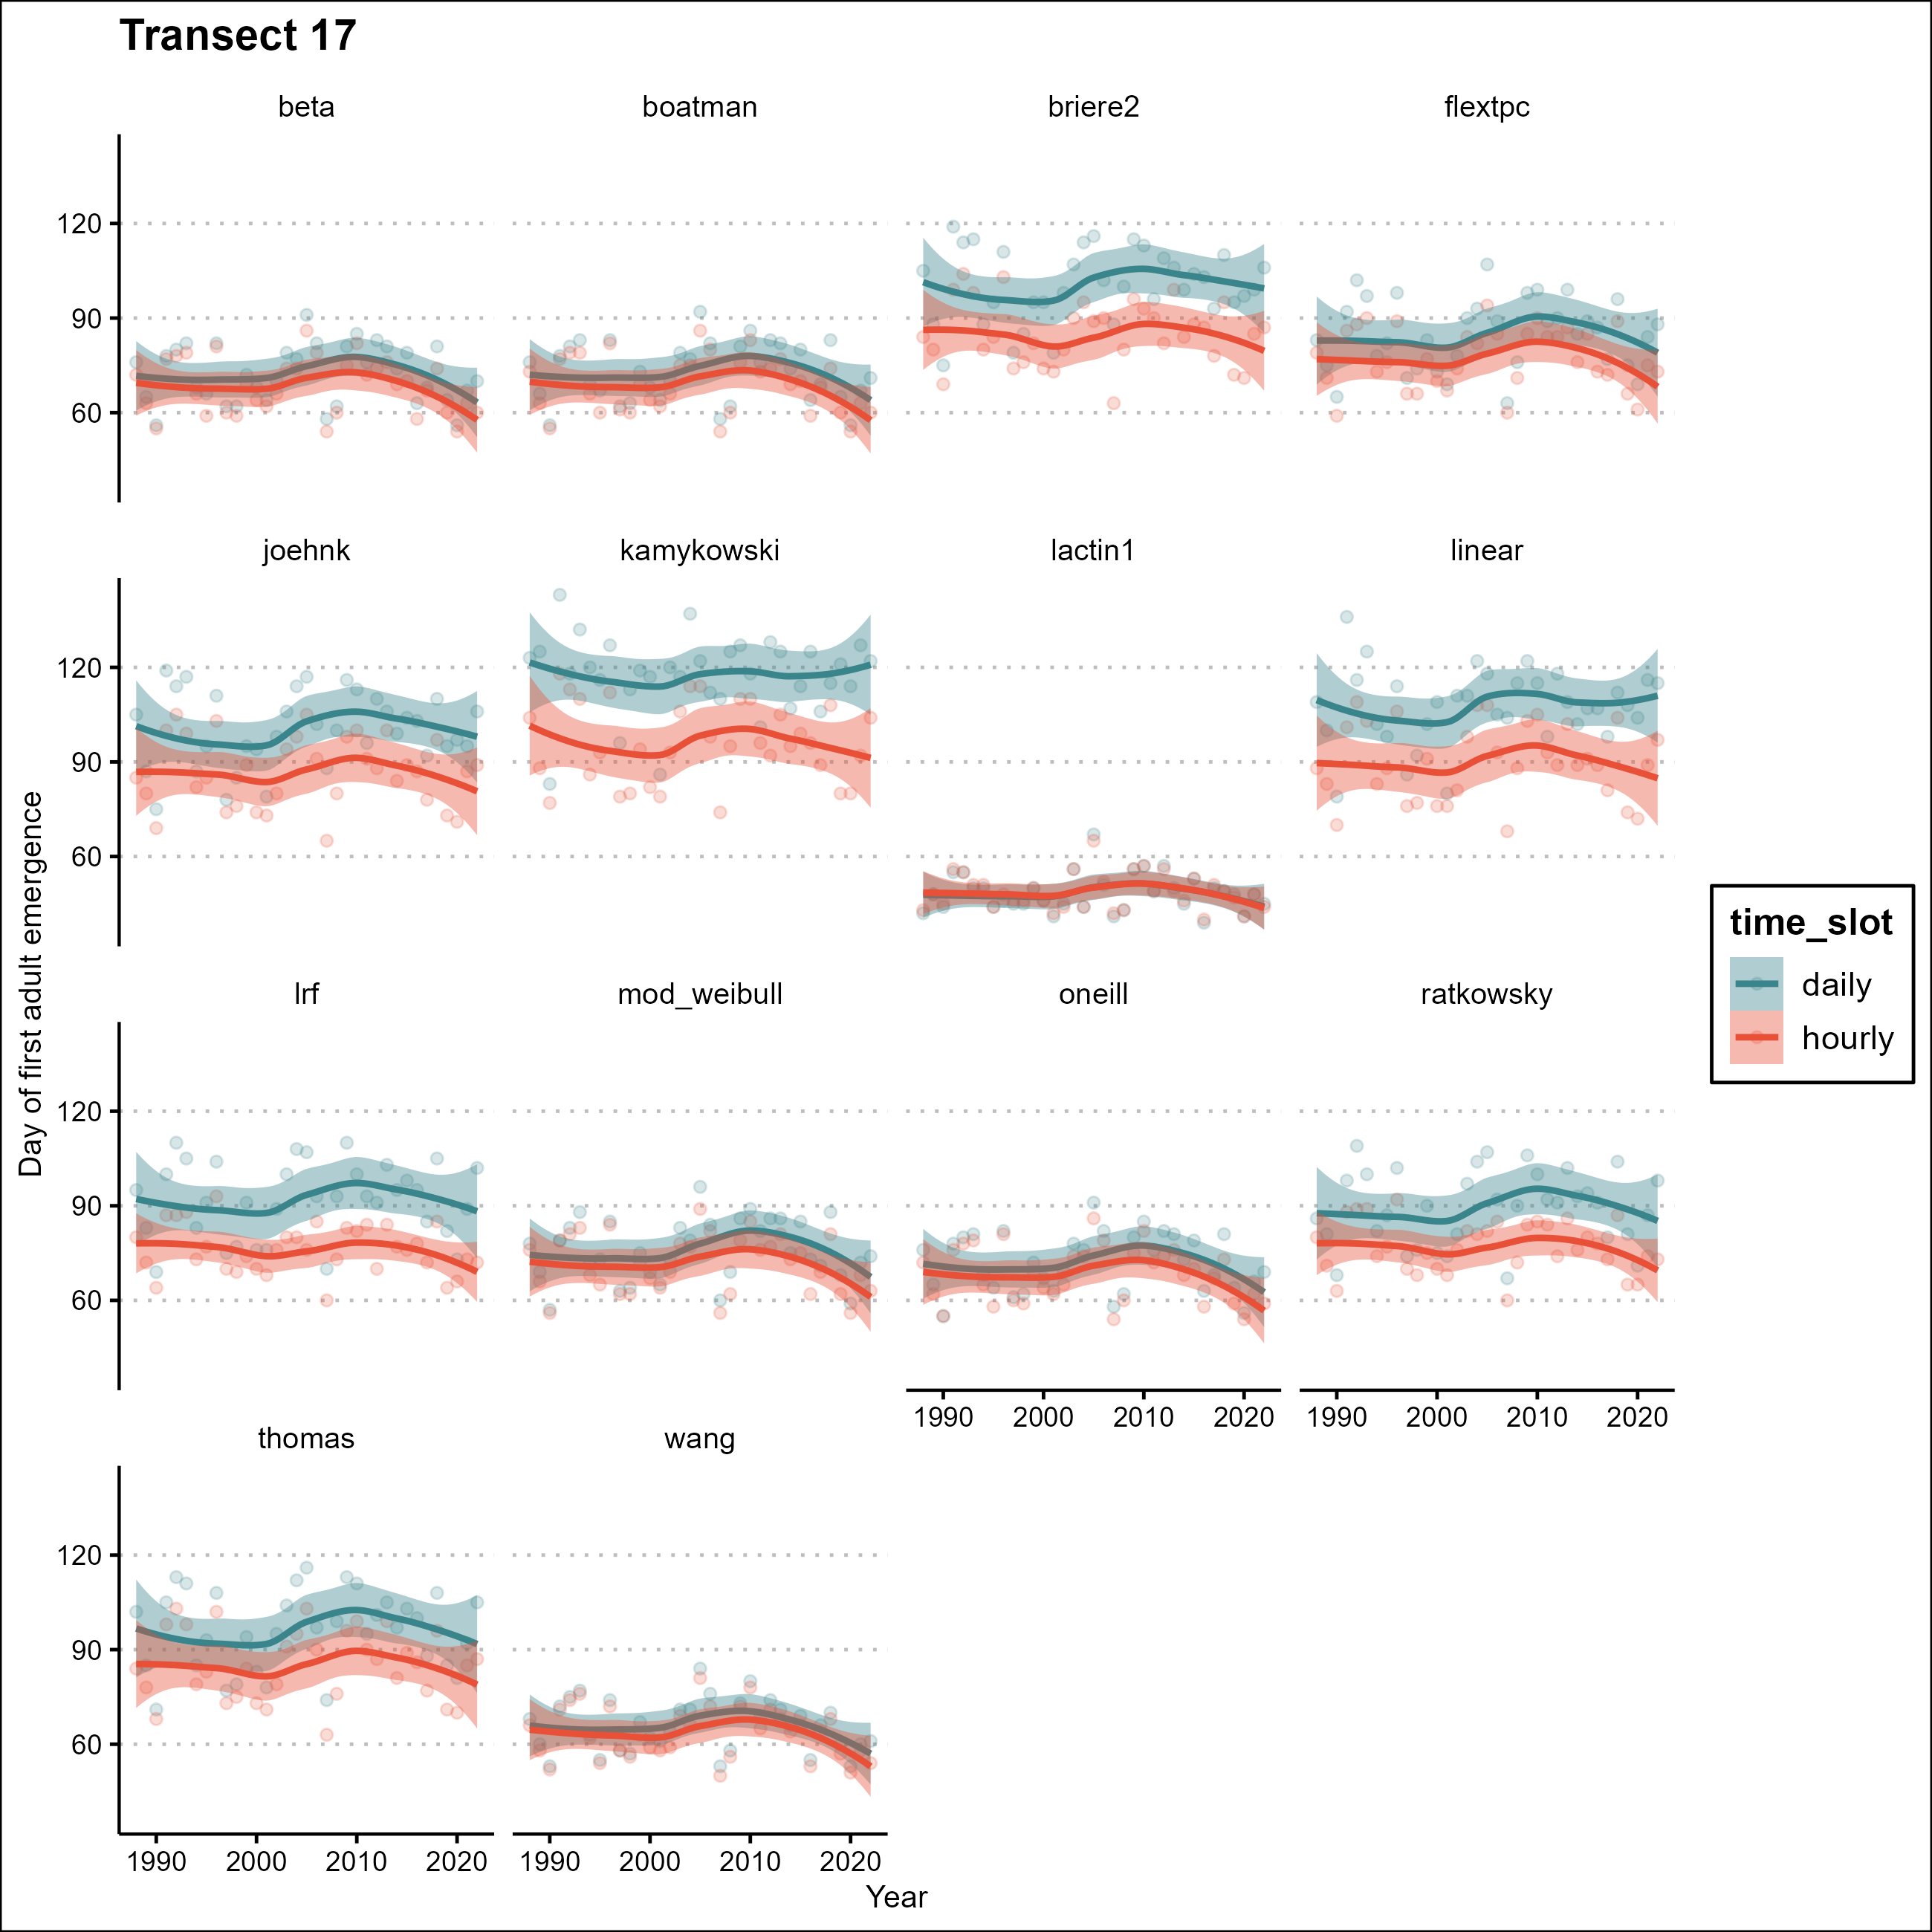 Transect 17
beta boatman briere2 flextpc
120
90
60
joehnk kamykowski lactin1 linear
120
90
60
Day of first adult emergence
time_slot
daily
hourly
lrf mod_weibull oneill ratkowsky
120
90
60
1990 2000 2010 2020 1990 2000 2010 2020
thomas wang
120
90
60
1990 2000 2010 2020 1990 2000 2010 2020
Year